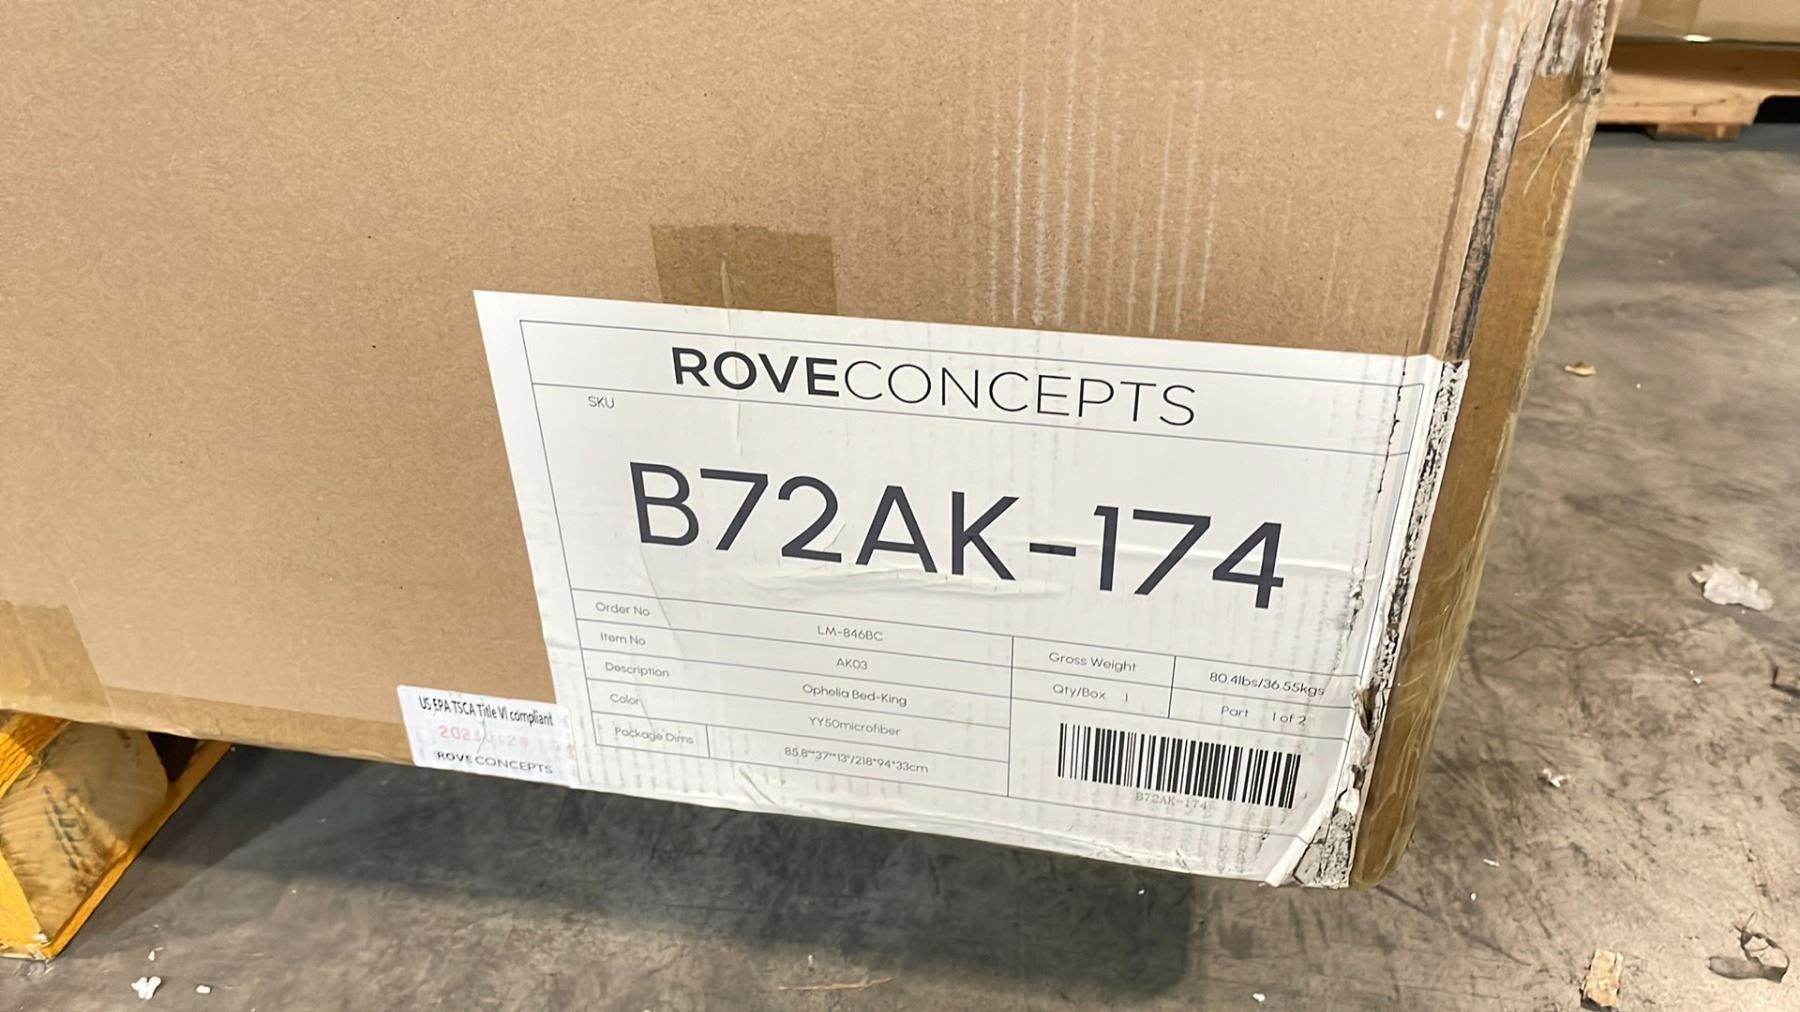 ROVECONCEPTS
SKU
B72AK-174
Order No LM-846BC
Item No AK03
Description Ophelia Bed-King
Color YY50microfiber
Package Dims 85.8"*37"*13"/218*94*33cm
Gross Weight 80.4lbs/36.55kgs
Qty/Box 1 Part 1 of 2
B72AK-174
US EPA TSCA Title VI compliant
ROVECONCEPTS